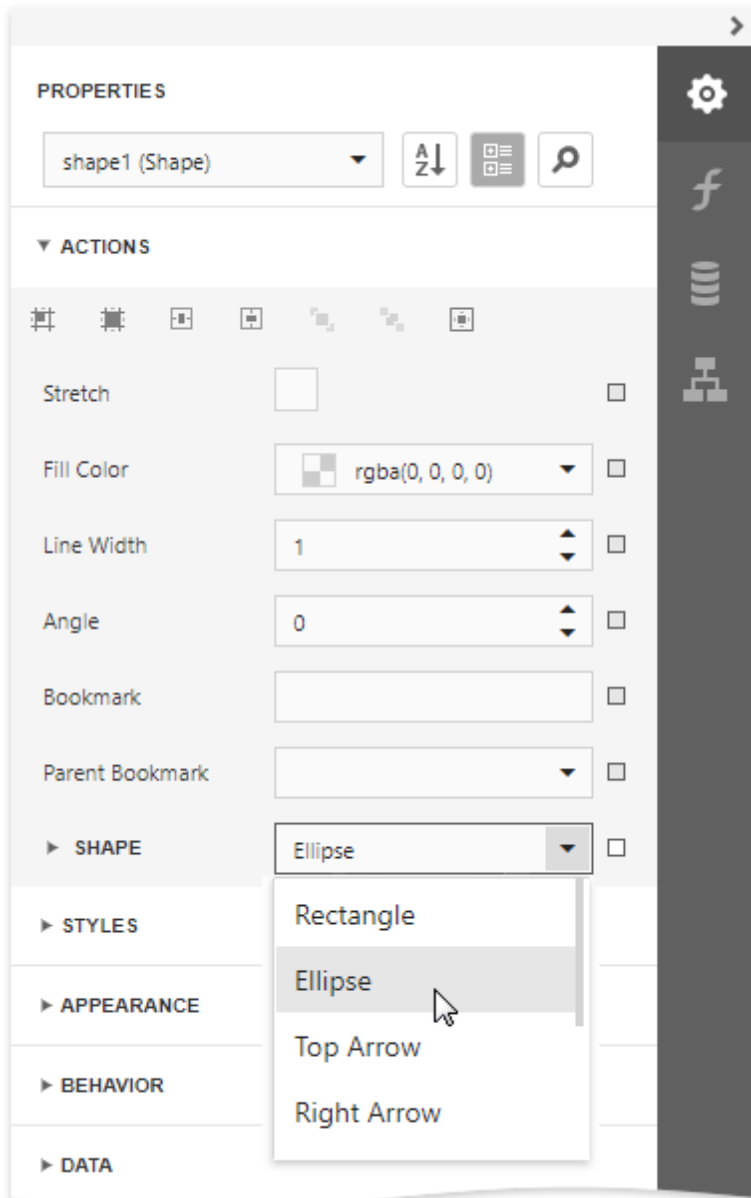 PROPERTIES
shape1 (Shape)
A
Z
ACTIONS
Stretch
Fill Color
rgba(0, 0, 0, 0)
Line Width
1
Angle
0
Bookmark
Parent Bookmark
SHAPE
Ellipse
Rectangle
STYLES
Ellipse
APPEARANCE
Top Arrow
BEHAVIOR
Right Arrow
DATA